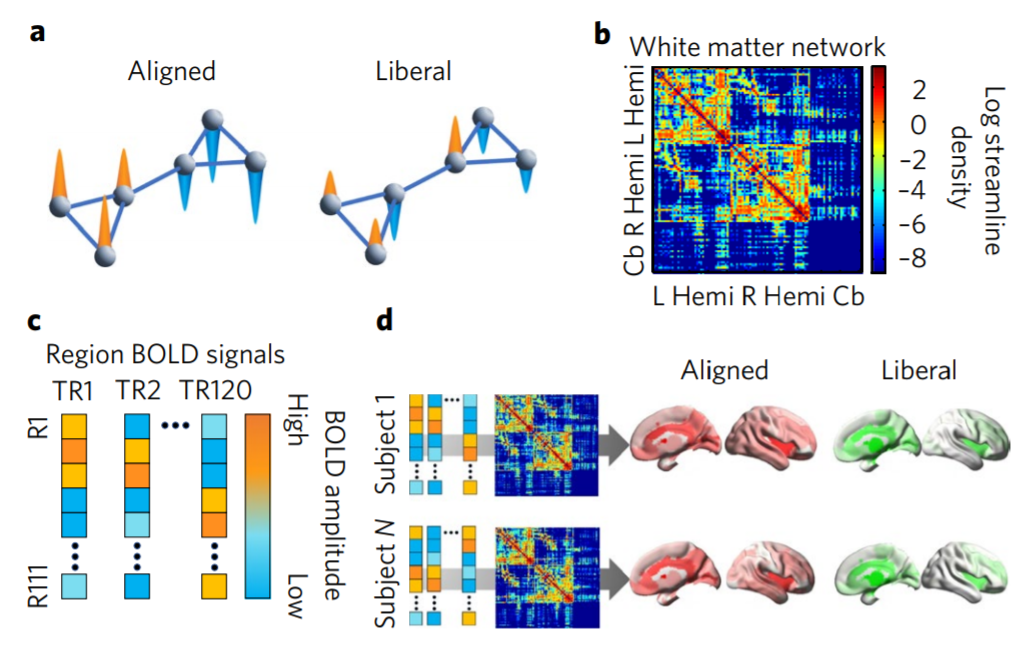 a
Aligned
Liberal
b
White matter network
L Hemi
R Hemi
Cb
L Hemi R Hemi Cb
2
0
−2
−4
−6
−8
Log streamline
density
c
Region BOLD signals
TR1 TR2 TR120
R1
R111
High
Low
BOLD amplitude
d
Aligned
Liberal
Subject 1
Subject N